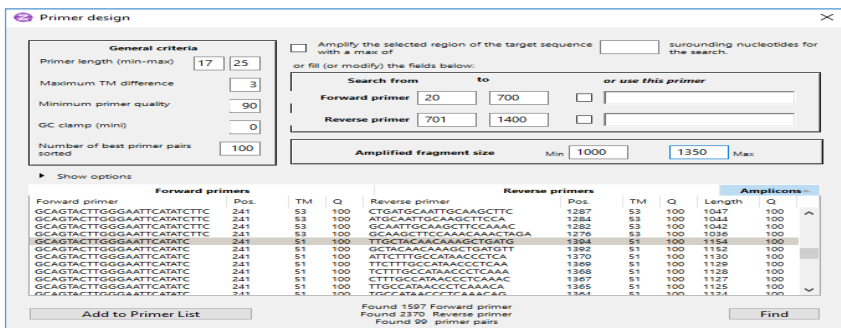 Primer design
General criteria
Primer length (min-max) 17 25
Maximum TM difference 3
Minimum primer quality 90
GC clamp (mini) 0
Number of best primer pairs sorted 100
Amplify the selected region of the target sequence with a max of
surounding nucleotides for the search.
or fill (or modify) the fields below:
Search from to or use this primer
Forward primer 20 700
Reverse primer 701 1400
Amplified fragment size Min 1000 1350 Max
Show options
Forward primers Reverse primers Amplicons
Forward primer Pos. TM Q Reverse primer Pos. TM Q Length Q
GCAGTACTTGGGAATTCATATCTTC 241 53 100 CTGATGCAATTGCAAGCTTC 1287 53 100 1047 100
GCAGTACTTGGGAATTCATATCTTC 241 53 100 ATGCAATTGCAAGCTTCCA 1284 53 100 1044 100
GCAGTACTTGGGAATTCATATCTTC 241 53 100 GCAATTGCAAGCTTCCAAAC 1282 53 100 1042 100
GCAGTACTTGGGAATTCATATCTTC 241 53 100 GCAAGCTTCCAAACAAACTAGA 1276 53 100 1036 100
GCAGTACTTGGGAATTCATATC 241 51 100 TTGCTACAACAAAGCTGATG 1394 51 100 1154 100
GCAGTACTTGGGAATTCATATC 241 51 100 GCTACAACAAAGCTGATGTT 1392 51 100 1152 100
GCAGTACTTGGGAATTCATATC 241 51 100 ATTCTTTGCCATAACCCTCA 1370 51 100 1130 100
GCAGTACTTGGGAATTCATATC 241 51 100 TTCTTTGCCATAACCCTCAA 1369 51 100 1129 100
GCAGTACTTGGGAATTCATATC 241 51 100 TCTTTGCCATAACCCTCAAA 1368 51 100 1128 100
GCAGTACTTGGGAATTCATATC 241 51 100 CTTTGCCATAACCCTCAAAC 1367 51 100 1127 100
GCAGTACTTGGGAATTCATATC 241 51 100 TTGCCATAACCCTCAAACA 1365 51 100 1125 100
GCAGTACTTGGGAATTCATATC 241 51 100 TGCCATAACCCTCAAACAG 1364 51 100 1124 100
Add to Primer List
Found 1597 Forward primer
Found 2370 Reverse primer
Found 99 primer pairs
Find